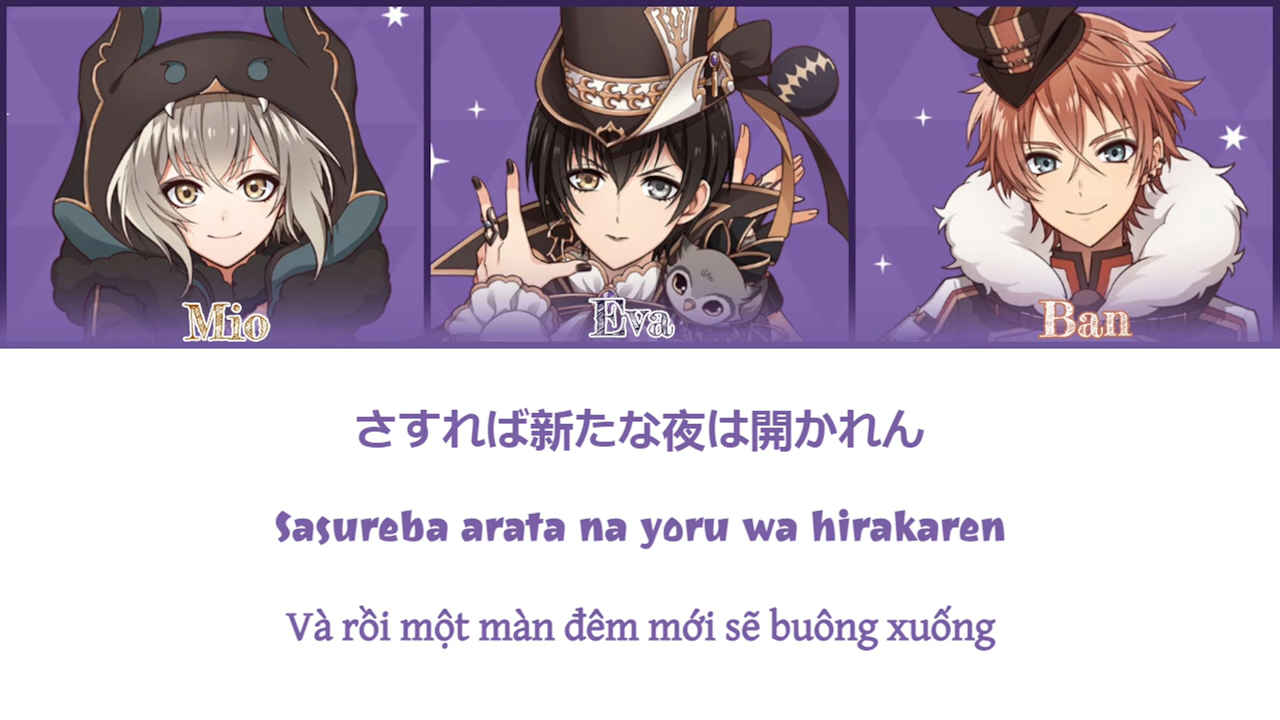 Mio
Eva
Ban
さすれば新たな夜は開かれん
Sasureba arata na yoru wa hirakaren
Và rồi một màn đêm mới sẽ buông xuống